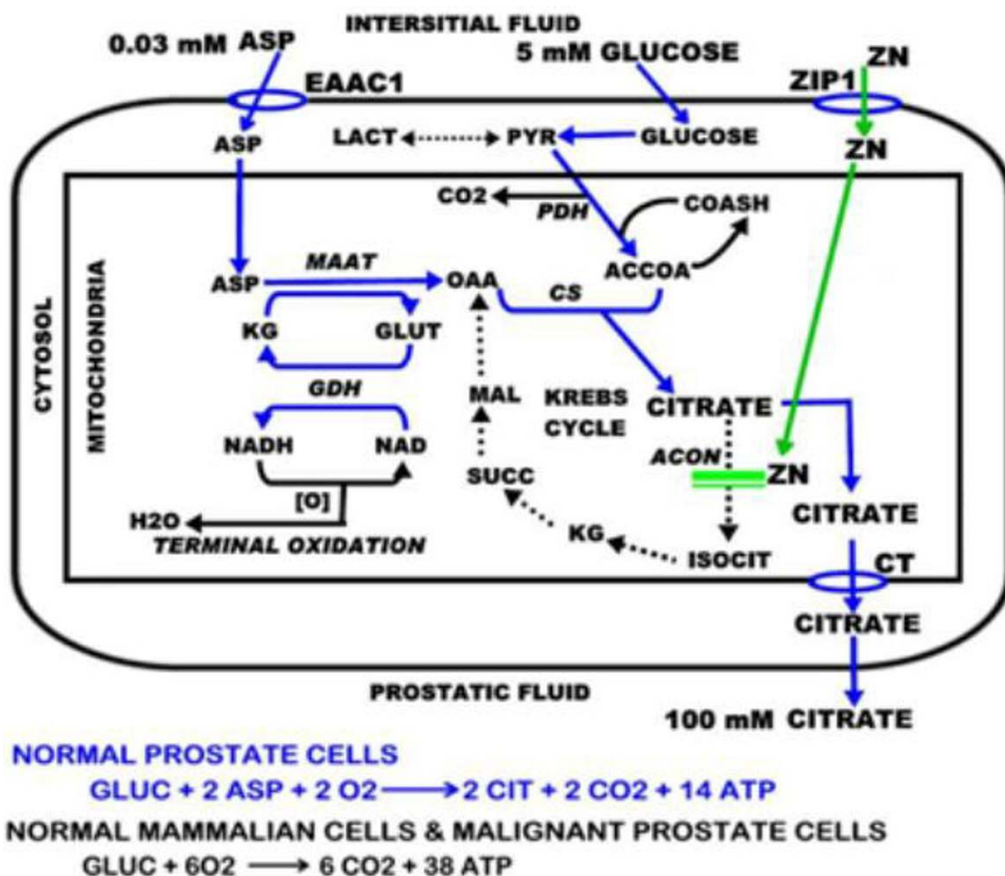 INTERSITIAL FLUID
0.03 mM ASP
5 mM GLUCOSE
ZN
EAAC1
ZIP1
ASP
LACT
PYR
GLUCOSE
ZN
CO2
PDH
COASH
ACCOA
CYTOSOL
MITOCHONDRIA
ASP
MAAT
OAA
CS
KG
GLUT
GDH
MAL
KREBS
CYCLE
CITRATE
NADH
NAD
ACON
ZN
SUCC
[O]
CITRATE
H2O
KG
TERMINAL OXIDATION
ISOCIT
CT
CITRATE
PROSTATIC FLUID
100 mM CITRATE
NORMAL PROSTATE CELLS
GLUC + 2 ASP + 2 O2 → 2 CIT + 2 CO2 + 14 ATP
NORMAL MAMMALIAN CELLS & MALIGNANT PROSTATE CELLS
GLUC + 6O2 → 6 CO2 + 38 ATP